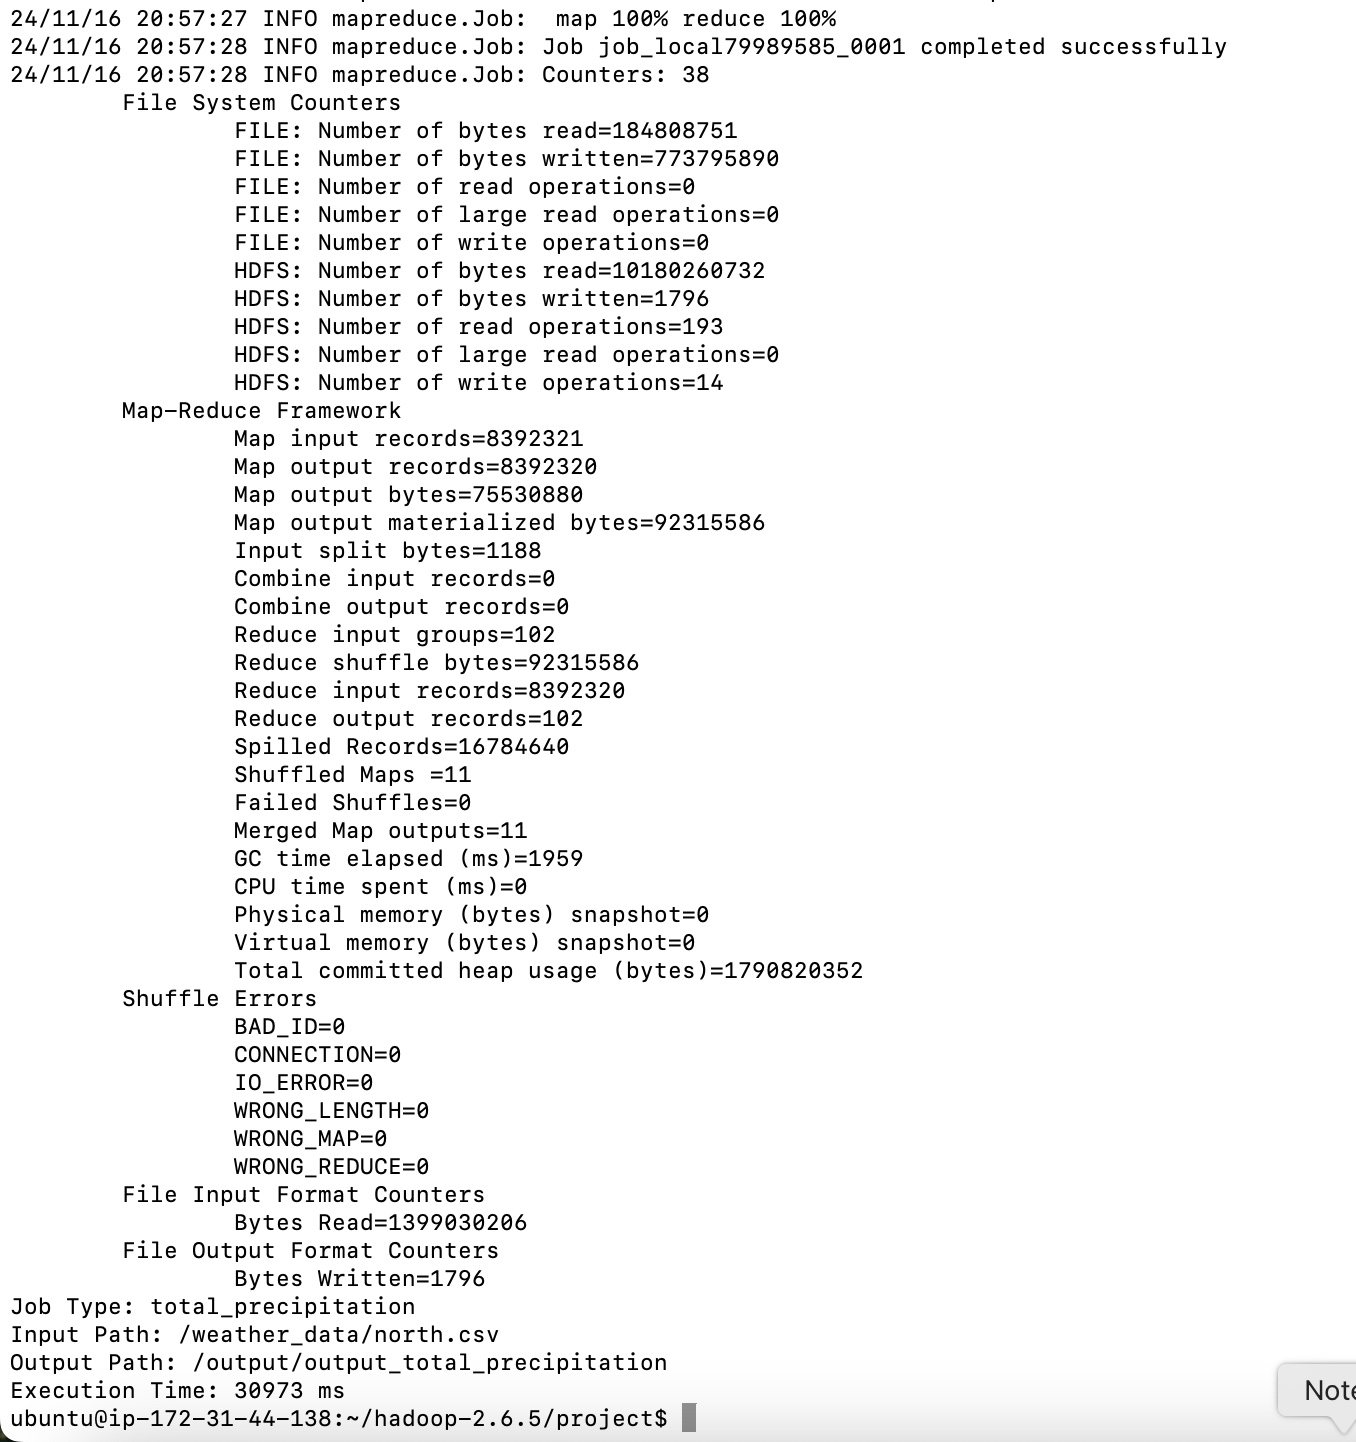 24/11/16 20:57:27 INFO mapreduce.Job:  map 100% reduce 100%
24/11/16 20:57:28 INFO mapreduce.Job: Job job_local79989585_0001 completed successfully
24/11/16 20:57:28 INFO mapreduce.Job: Counters: 38
File System Counters
FILE: Number of bytes read=184808751
FILE: Number of bytes written=773795890
FILE: Number of read operations=0
FILE: Number of large read operations=0
FILE: Number of write operations=0
HDFS: Number of bytes read=10180260732
HDFS: Number of bytes written=1796
HDFS: Number of read operations=193
HDFS: Number of large read operations=0
HDFS: Number of write operations=14
Map-Reduce Framework
Map input records=8392321
Map output records=8392320
Map output bytes=75530880
Map output materialized bytes=92315586
Input split bytes=1188
Combine input records=0
Combine output records=0
Reduce input groups=102
Reduce shuffle bytes=92315586
Reduce input records=8392320
Reduce output records=102
Spilled Records=16784640
Shuffled Maps =11
Failed Shuffles=0
Merged Map outputs=11
GC time elapsed (ms)=1959
CPU time spent (ms)=0
Physical memory (bytes) snapshot=0
Virtual memory (bytes) snapshot=0
Total committed heap usage (bytes)=1790820352
Shuffle Errors
BAD_ID=0
CONNECTION=0
IO_ERROR=0
WRONG_LENGTH=0
WRONG_MAP=0
WRONG_REDUCE=0
File Input Format Counters
Bytes Read=1399030206
File Output Format Counters
Bytes Written=1796
Job Type: total_precipitation
Input Path: /weather_data/north.csv
Output Path: /output/output_total_precipitation
Execution Time: 30973 ms
ubuntu@ip-172-31-44-138:~/hadoop-2.6.5/project$